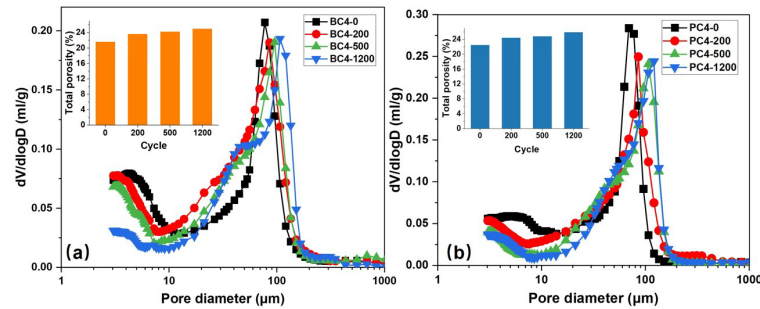 (a)
BC4-0
BC4-200
BC4-500
BC4-1200
dV/dlogD (ml/g)
0.20
0.15
0.10
0.05
0.00
1
10
100
1000
Pore diameter (μm)
Total porosity (%)
28
24
20
16
12
8
4
0
0 200 500 1200
Cycle
(b)
PC4-0
PC4-200
PC4-500
PC4-1200
dV/dlogD (ml/g)
0.30
0.25
0.20
0.15
0.10
0.05
0.00
1
10
100
1000
Pore diameter (μm)
Total porosity (%)
28
24
20
16
12
8
4
0
0 200 500 1200
Cycle